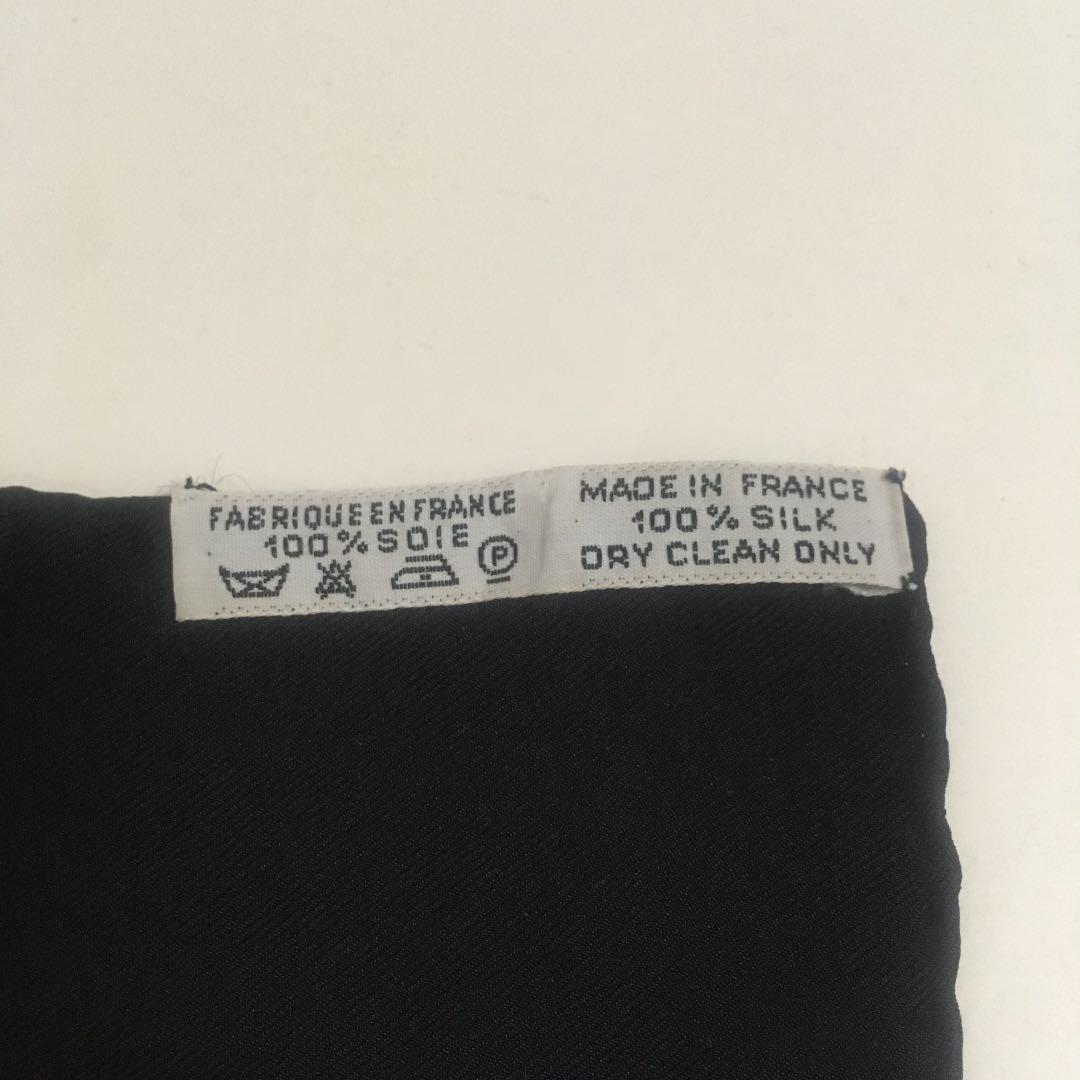 FABRIQUE EN FRANCE
100% SOIE
P
MADE IN FRANCE
100% SILK
DRY CLEAN ONLY